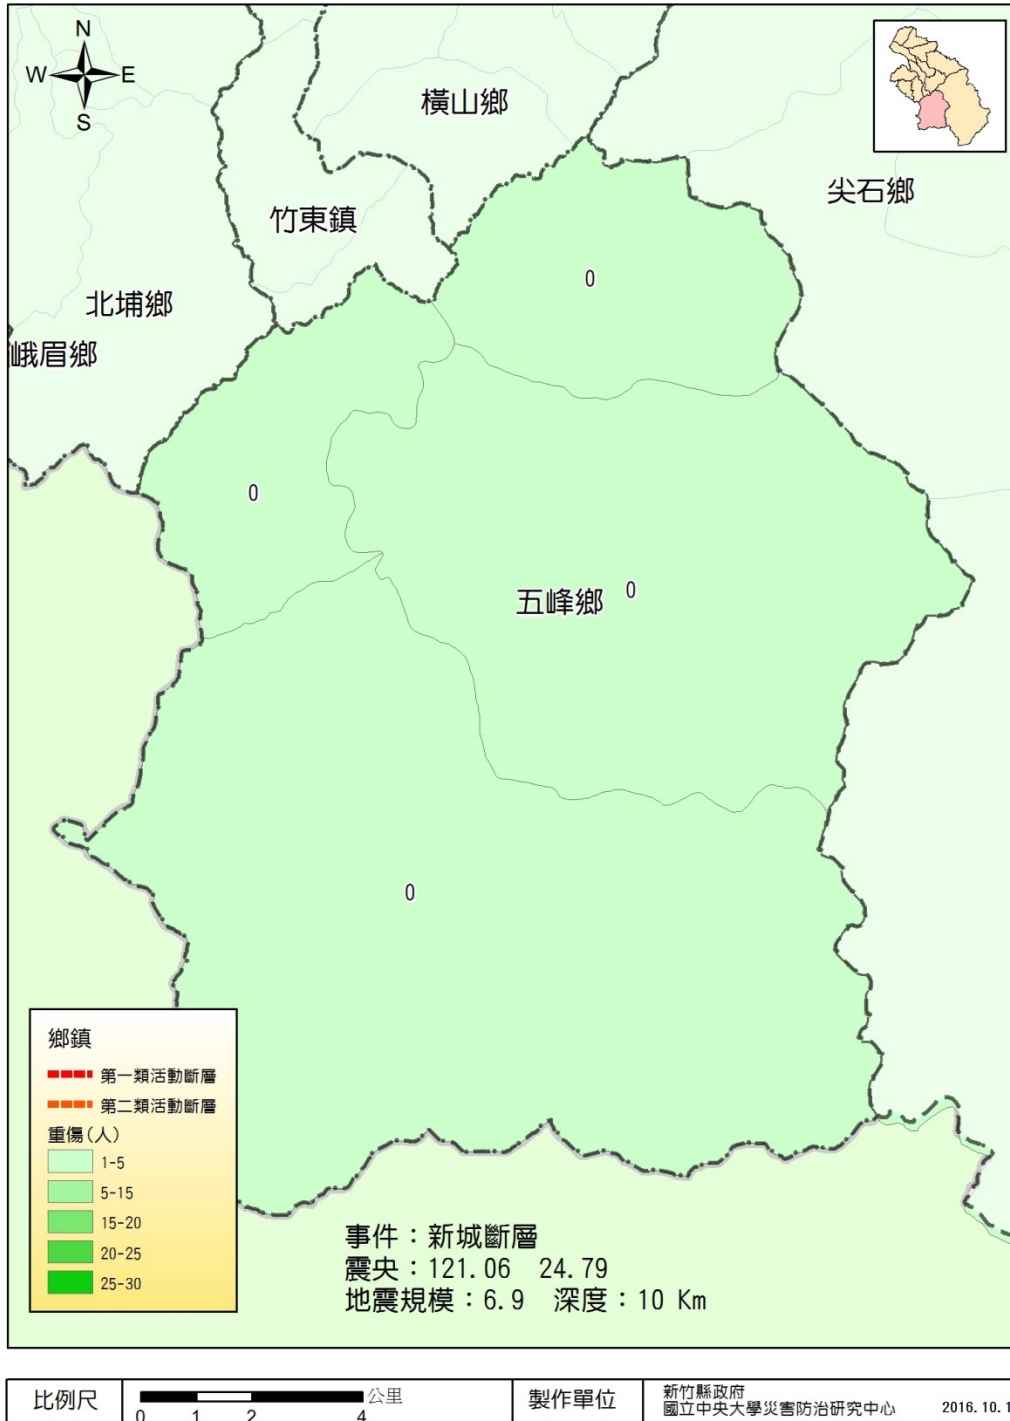 N
W E
S
橫山鄉
尖石鄉
竹東鎮
0
北埔鄉
峨眉鄉
0
五峰鄉 0
0
鄉鎮
第一類活動斷層
第二類活動斷層
重傷(人)
1-5
5-15
15-20
20-25
25-30
事件：新城斷層
震央：121.06 24.79
地震規模：6.9 深度：10 Km
比例尺
公里
0 1 2 4
製作單位
新竹縣政府
國立中央大學災害防治研究中心
2016.10.1